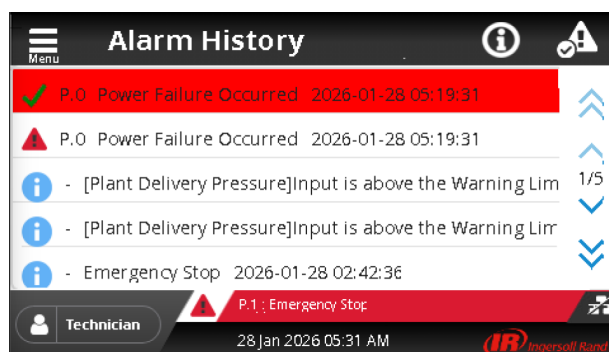 Menu
Alarm History
P.0 Power Failure Occurred 2026-01-28 05:19:31
P.0 Power Failure Occurred 2026-01-28 05:19:31
- [Plant Delivery Pressure]Input is above the Warning Lim
1/5
- [Plant Delivery Pressure]Input is above the Warning Lim
- Emergency Stop 2026-01-28 02:42:36
P.1 : Emergency Stop
Technician
28 Jan 2026 05:31 AM
IR Ingersoll Rand